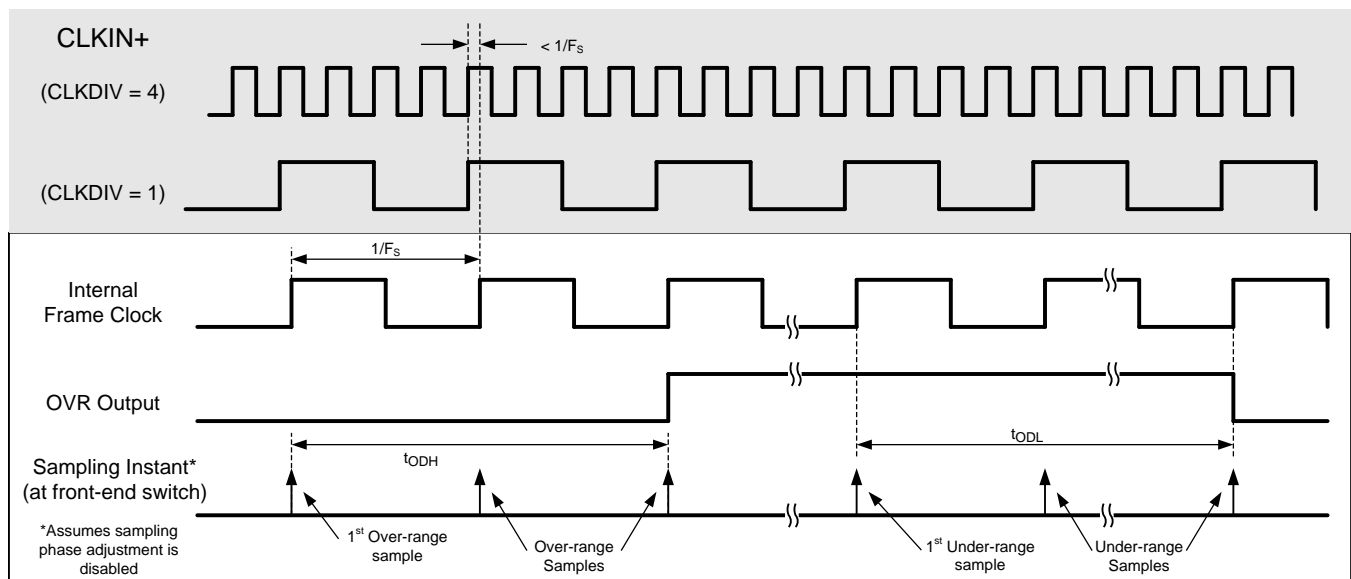 CLKIN+
< 1/FS
(CLKDIV = 4)
(CLKDIV = 1)
1/FS
Internal
Frame Clock
OVR Output
tODH
tODL
Sampling Instant*
(at front-end switch)
*Assumes sampling
phase adjustment is
disabled
1st Over-range
sample
Over-range
Samples
1st Under-range
sample
Under-range
Samples